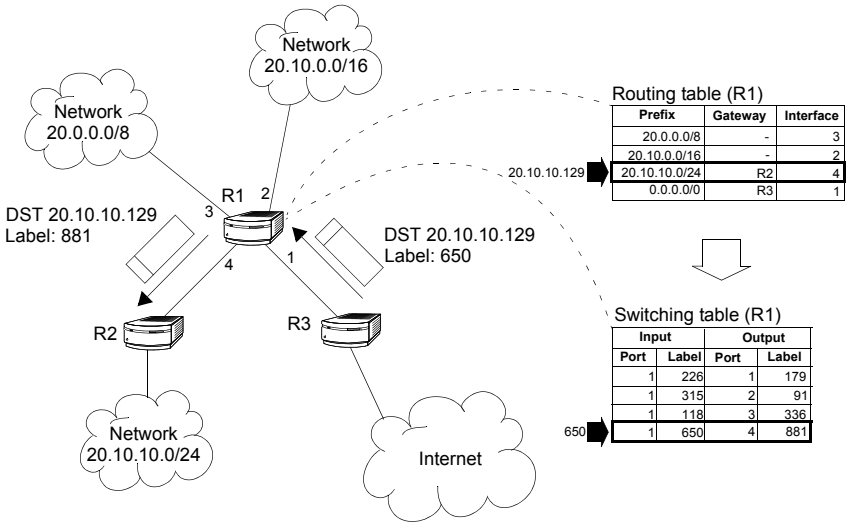 Network
20.10.0.0/16
Network
20.0.0.0/8
Routing table (R1)
Prefix Gateway Interface
20.0.0.0/8 - 3
20.10.0.0/16 - 2
20.10.10.129
20.10.10.0/24 R2 4
0.0.0.0/0 R3 1
R1
2
3
DST 20.10.10.129
Label: 881
DST 20.10.10.129
Label: 650
4
1
R2
R3
Switching table (R1)
Input Output
Port Label Port Label
1 226 1 179
1 315 2 91
1 118 3 336
650
1 650 4 881
Network
20.10.10.0/24
Internet